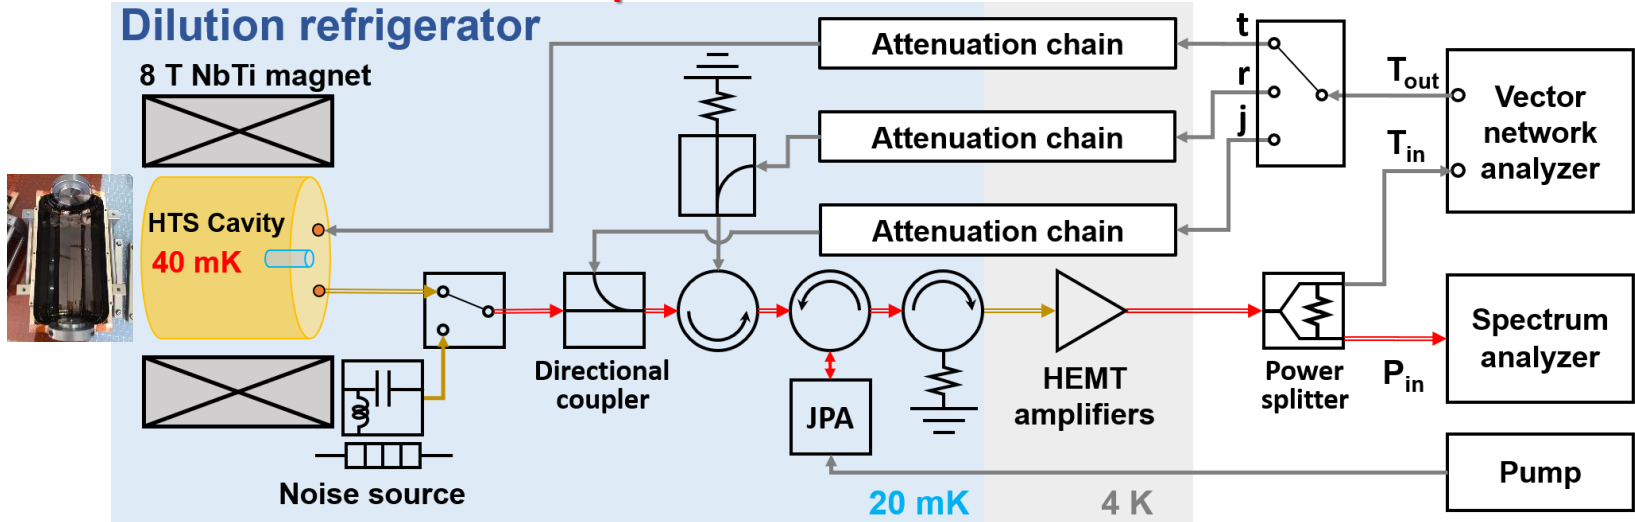 Dilution refrigerator
8 T NbTi magnet
HTS Cavity
40 mK
Noise source
Directional
coupler
JPA
20 mK
Attenuation chain
Attenuation chain
Attenuation chain
HEMT
amplifiers
4 K
t
r
j
Tout
Tin
Vector
network
analyzer
Power
splitter
Pin
Spectrum
analyzer
Pump